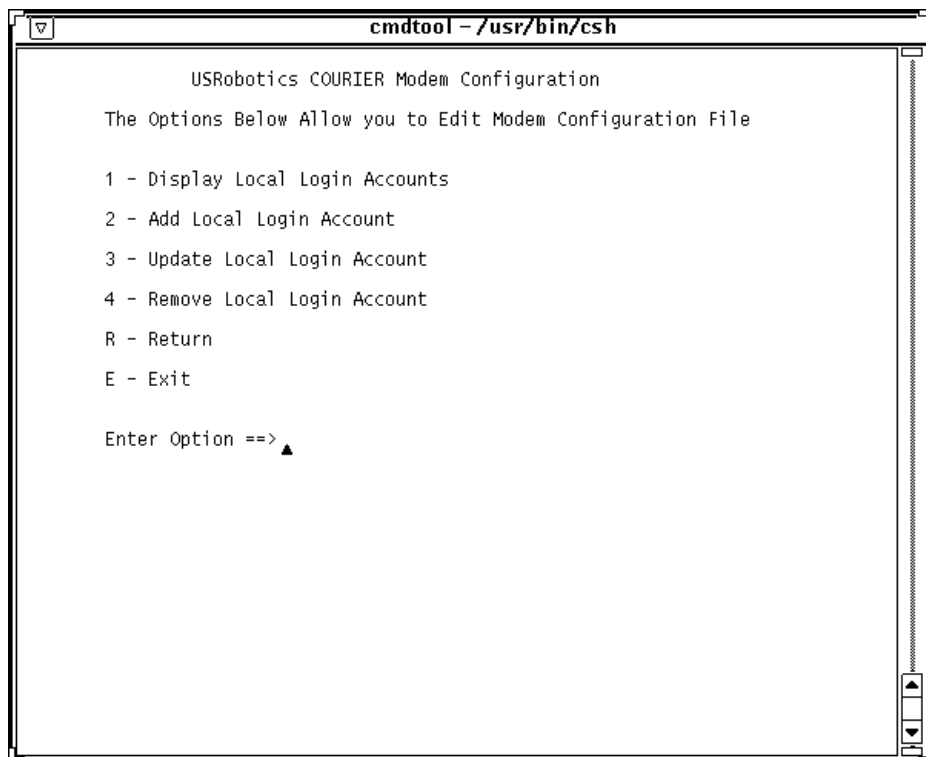 cmdtool – /usr/bin/csh
USRobotics COURIER Modem Configuration
The Options Below Allow you to Edit Modem Configuration File
1 - Display Local Login Accounts
2 - Add Local Login Account
3 - Update Local Login Account
4 - Remove Local Login Account
R - Return
E - Exit
Enter Option ==>